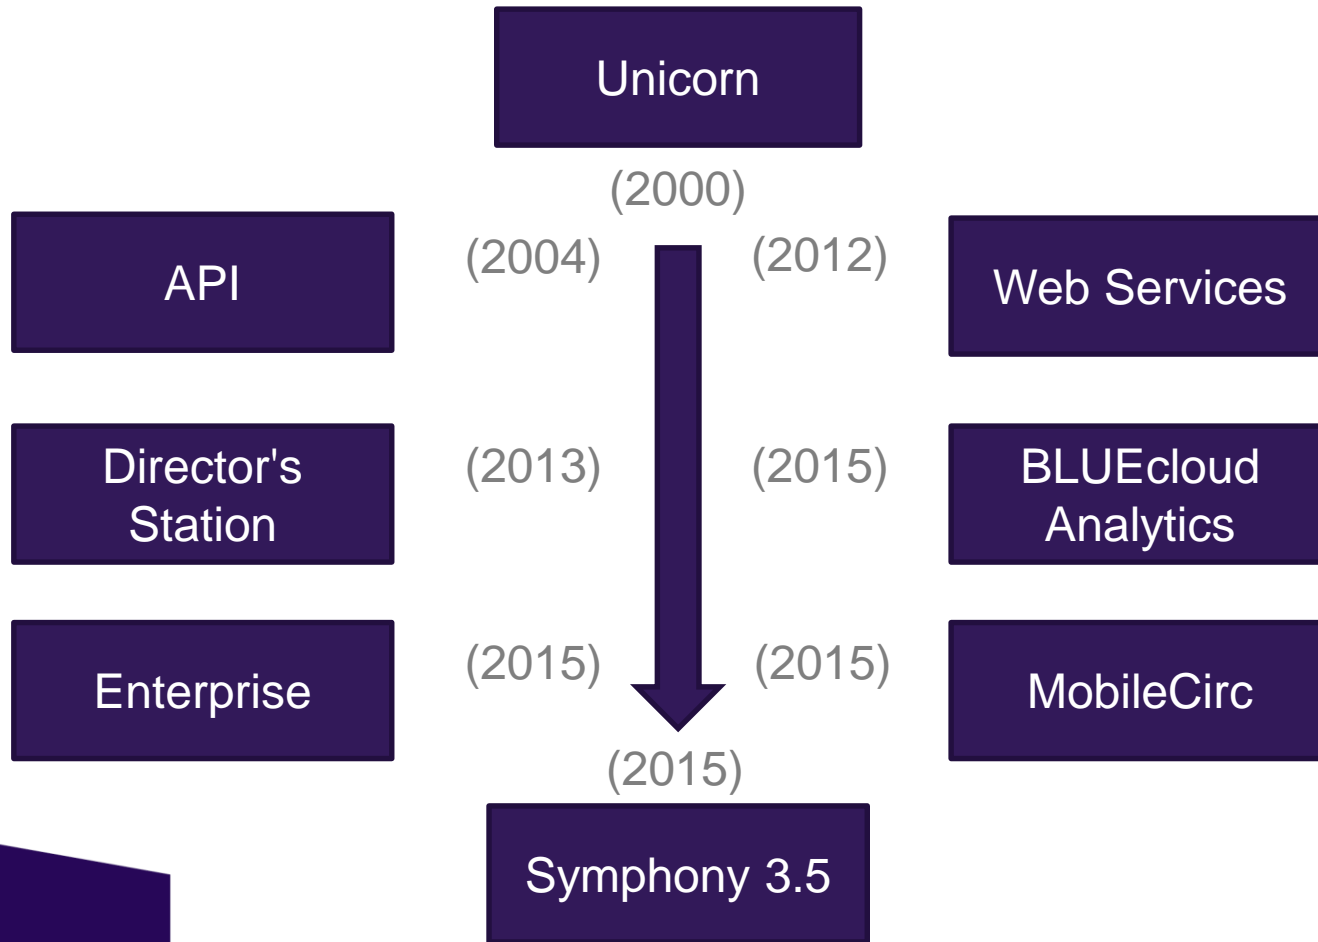 Unicorn
(2000)
API
(2004)
(2012)
Web Services
Director's
Station
(2013)
(2015)
BLUEcloud
Analytics
Enterprise
(2015)
(2015)
MobileCirc
(2015)
Symphony 3.5